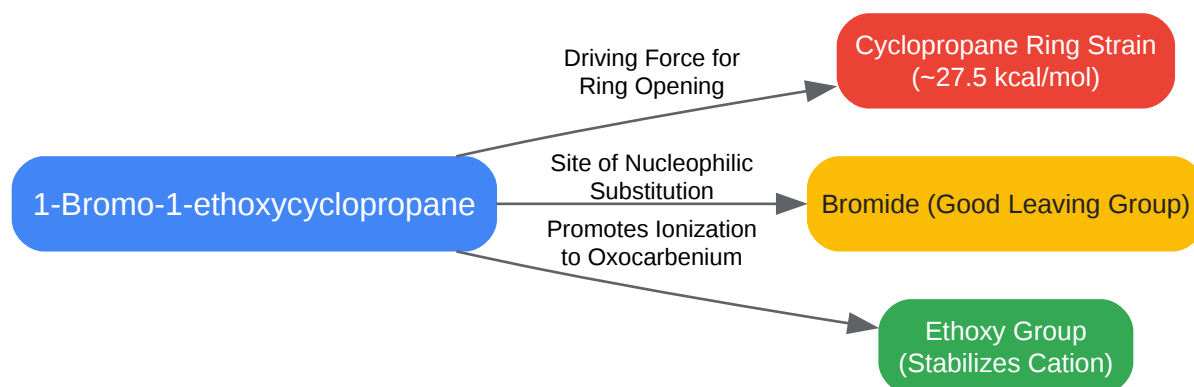 Driving Force for
Ring Opening
Cyclopropane Ring Strain
(~27.5 kcal/mol)
1-Bromo-1-ethoxycyclopropane
Site of Nucleophilic
Substitution
Bromide (Good Leaving Group)
Promotes Ionization
to Oxocarbenium
Ethoxy Group
(Stabilizes Cation)